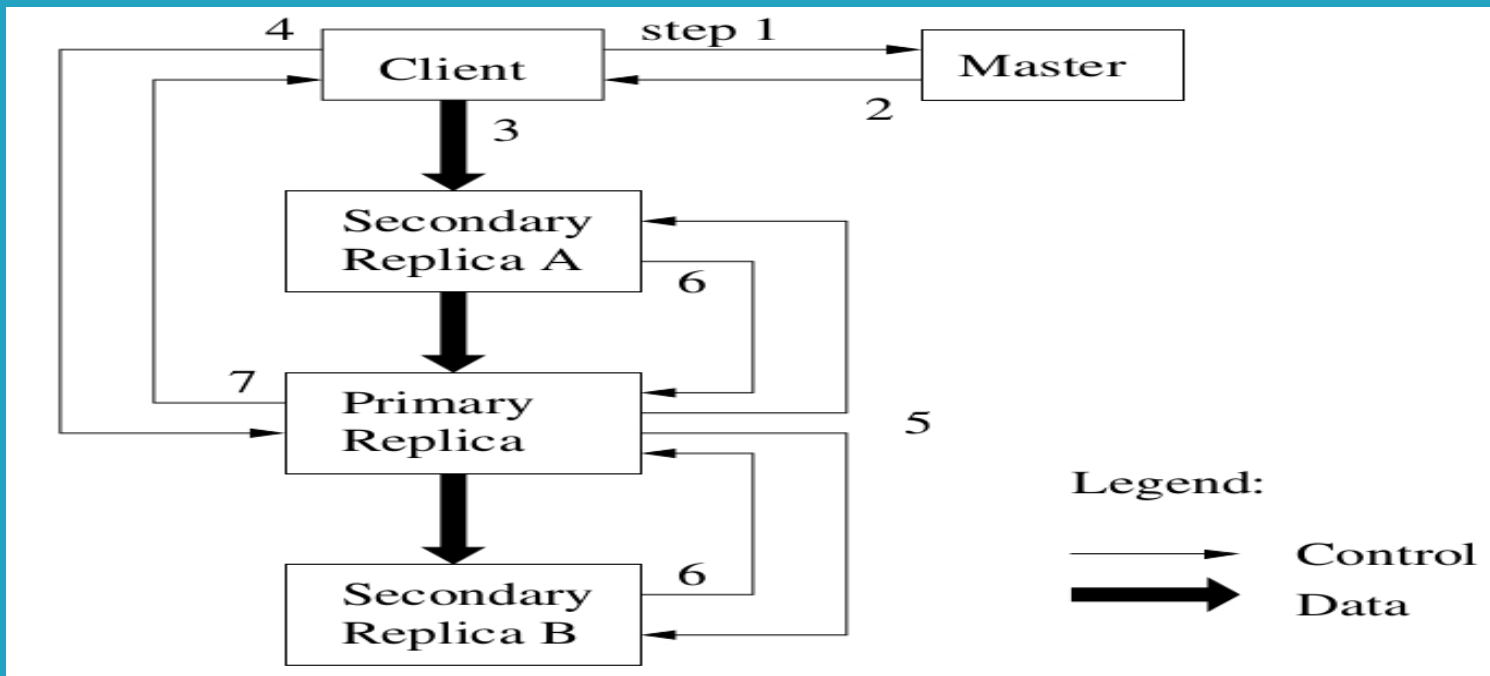 4
step 1
Client
Master
2
3
Secondary
Replica A
6
7
Primary
Replica
5
Legend:
Control
6
Secondary
Replica B
Data